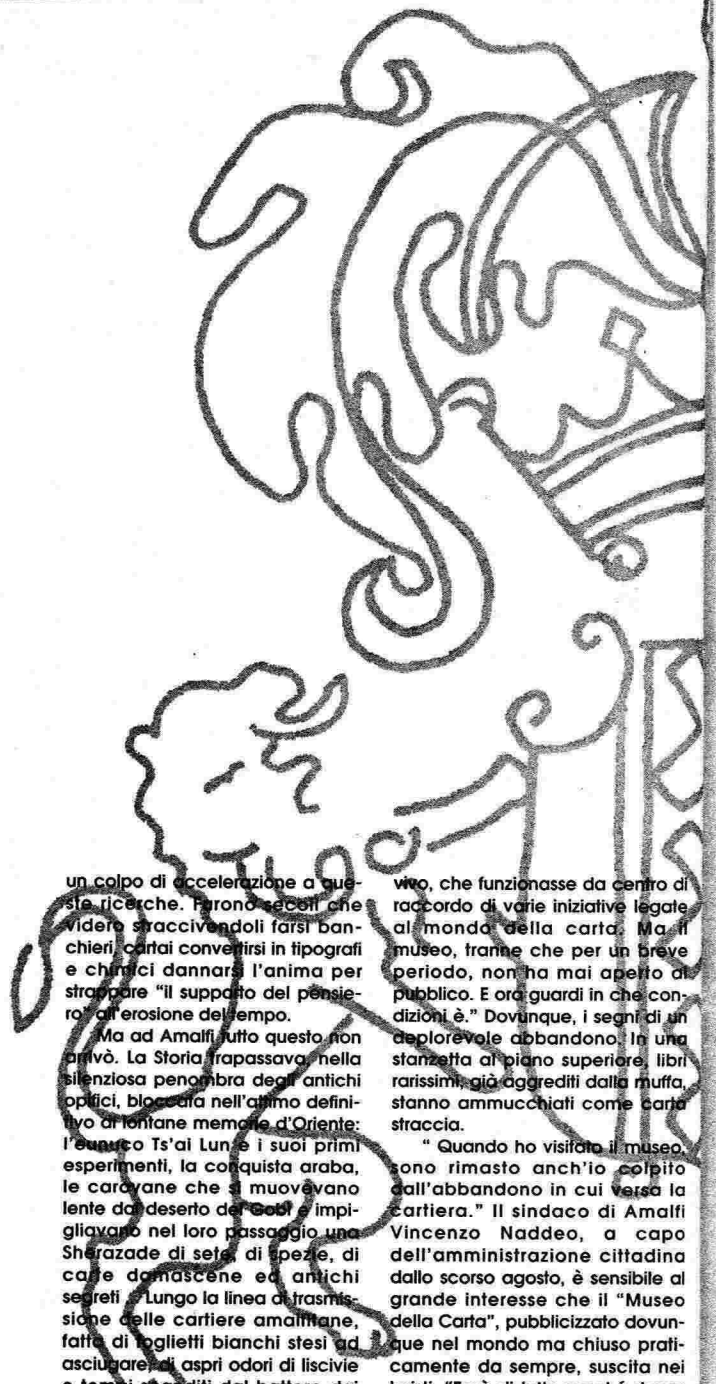 un colpo di accelerazione a que-
ste ricerche. Furono secoli che
videro straccivendoli farsi ban-
chieri, cartai convertirsi in tipografi
e chimici dannarsi l'anima per
strappare "il supporto del pensie-
ro" all'erosione del tempo.
Ma ad Amalfi tutto questo non
arrivò. La Storia trapassava, nella
silenziosa penombra degli antichi
opifici, bloccata nell'attimo defini-
tivo di lontane memorie d'Oriente:
l'eunuco Ts'ai Lun e i suoi primi
esperimenti, la conquista araba,
le carovane che si muovevano
lente dal deserto del Gobi e impi-
gliavano nel loro passaggio una
Sherazade di sete, di spezie, di
carte damascene ed antichi
segreti. Lungo la linea di trasmis-
sione delle cartiere amalfitane,
fatta di foglietti bianchi stesi ad
asciugare, di aspri odori di liscivie
vivo, che funzionasse da centro di
raccordo di varie iniziative legate
al mondo della carta. Ma il
museo, tranne che per un breve
periodo, non ha mai aperto al
pubblico. E ora guardi in che con-
dizioni è." Dovunque, i segni di un
deplorevole abbandono. In una
stanzetta al piano superiore, libri
rarissimi, già aggrediti dalla muffa,
stanno ammucchiati come carta
straccia.
" Quando ho visitato il museo,
sono rimasto anch'io colpito
dall'abbandono in cui versa la
cartiera." Il sindaco di Amalfi
Vincenzo Naddeo, a capo
dell'amministrazione cittadina
dallo scorso agosto, è sensibile al
grande interesse che il "Museo
della Carta", pubblicizzato dovun-
que nel mondo ma chiuso prati-
camente da sempre, suscita nei